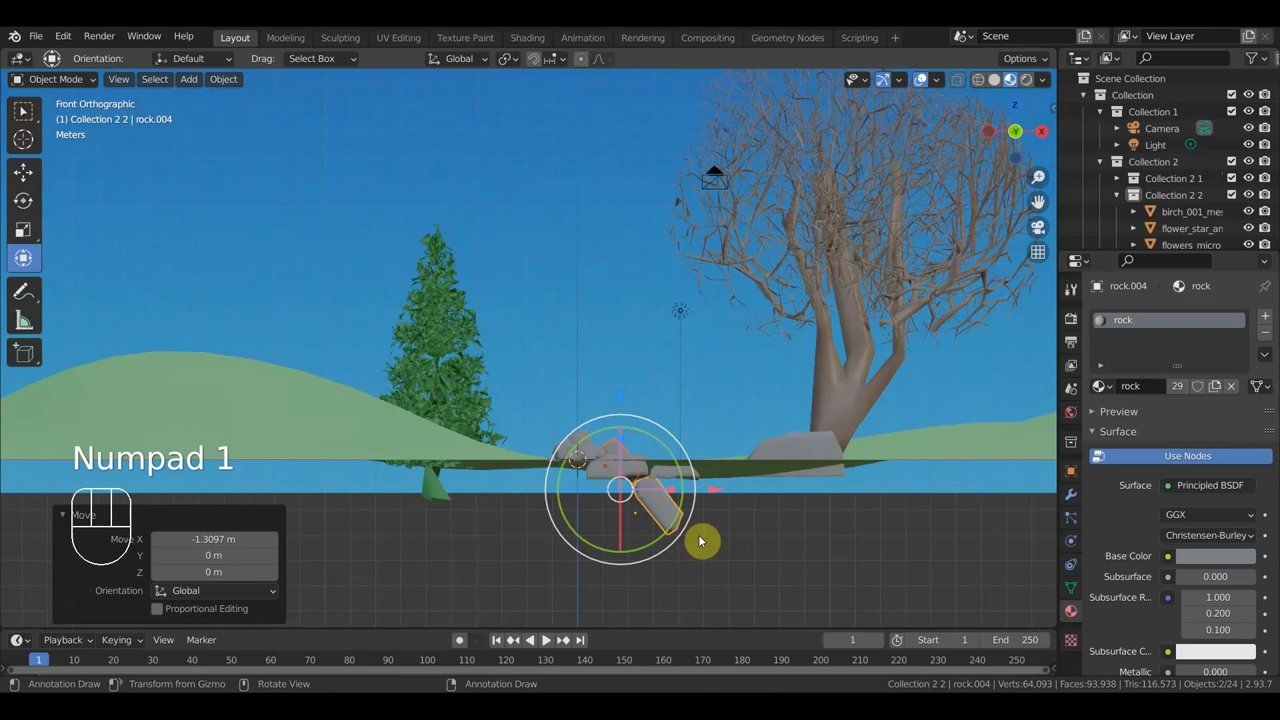 File Edit Render Window Help Layout Modeling Sculpting UV Editing Texture Paint Shading Animation Rendering Compositing Geometry Nodes Scripting + Scene View Layer
Orientation: Default Drag: Select Box Global Options
Object Mode View Select Add Object
Front Orthographic
(1) Collection 2 2 | rock.004
Meters
Z
-Y
X
Scene Collection
Collection
Collection 1
Camera
Light
Collection 2
Collection 2 1
Collection 2 2
birch_001_me
flower_star_an
flowers_micro
rock.004 rock
rock
rock 29
Preview
Surface
Use Nodes
Surface Principled BSDF
GGX
Christensen-Burley
Base Color
Subsurface 0.000
Subsurface R... 1.000
0.200
0.100
Subsurface C...
Metallic 0.000
Numpad 1
Move
Move X -1.3097 m
Y 0 m
Z 0 m
Orientation Global
Proportional Editing
Playback Keying View Marker 1 Start 1 End 250
1 10 20 30 40 50 60 70 80 90 100 110 120 130 140 150 160 170 180 190 200 210 220 230 240 250
Annotation Draw Transform from Gizmo Rotate View Annotation Draw Collection 2 2 | rock.004 | Verts:64,093 | Faces:93,938 | Tris:116,573 | Objects:2/24 | 2.93.7